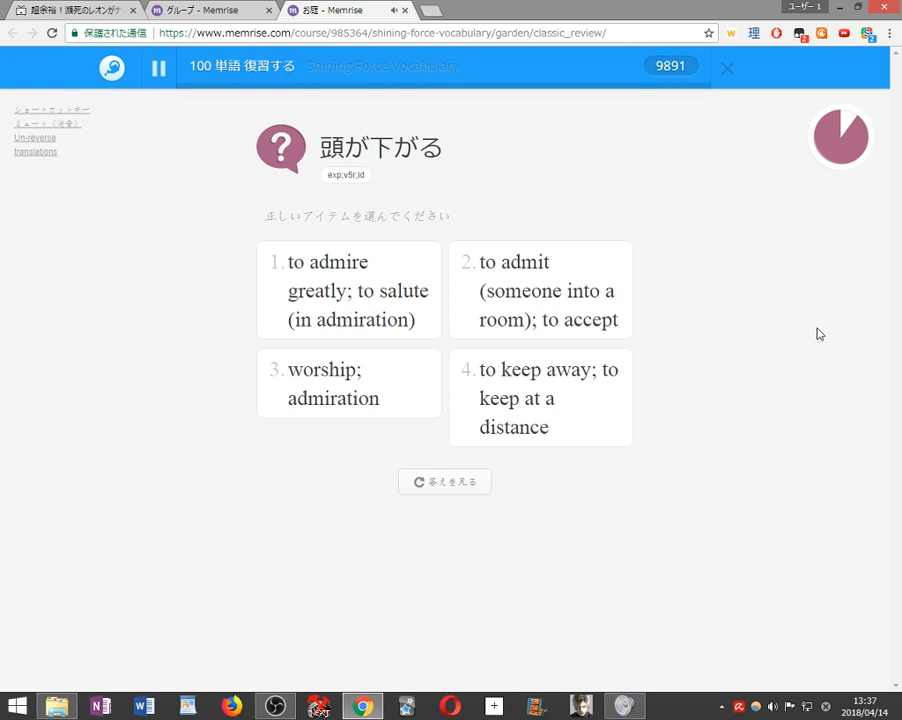 超余裕！瀕死のレオンがナ
グループ - Memrise
お庭 - Memrise
ユーザー 1
保護された通信
https://www.memrise.com/course/985364/shining-force-vocabulary/garden/classic_review/
100 単語 復習する
Shining Force Vocabulary
9891
ショートカットキー
ミュート (消音)
Un-reverse
translations
頭が下がる
exp;v5r;id
正しいアイテムを選んでください
1. to admire
greatly; to salute
(in admiration)
2. to admit
(someone into a
room); to accept
3. worship;
admiration
4. to keep away; to
keep at a
distance
答えを見る
13:37
2018/04/14